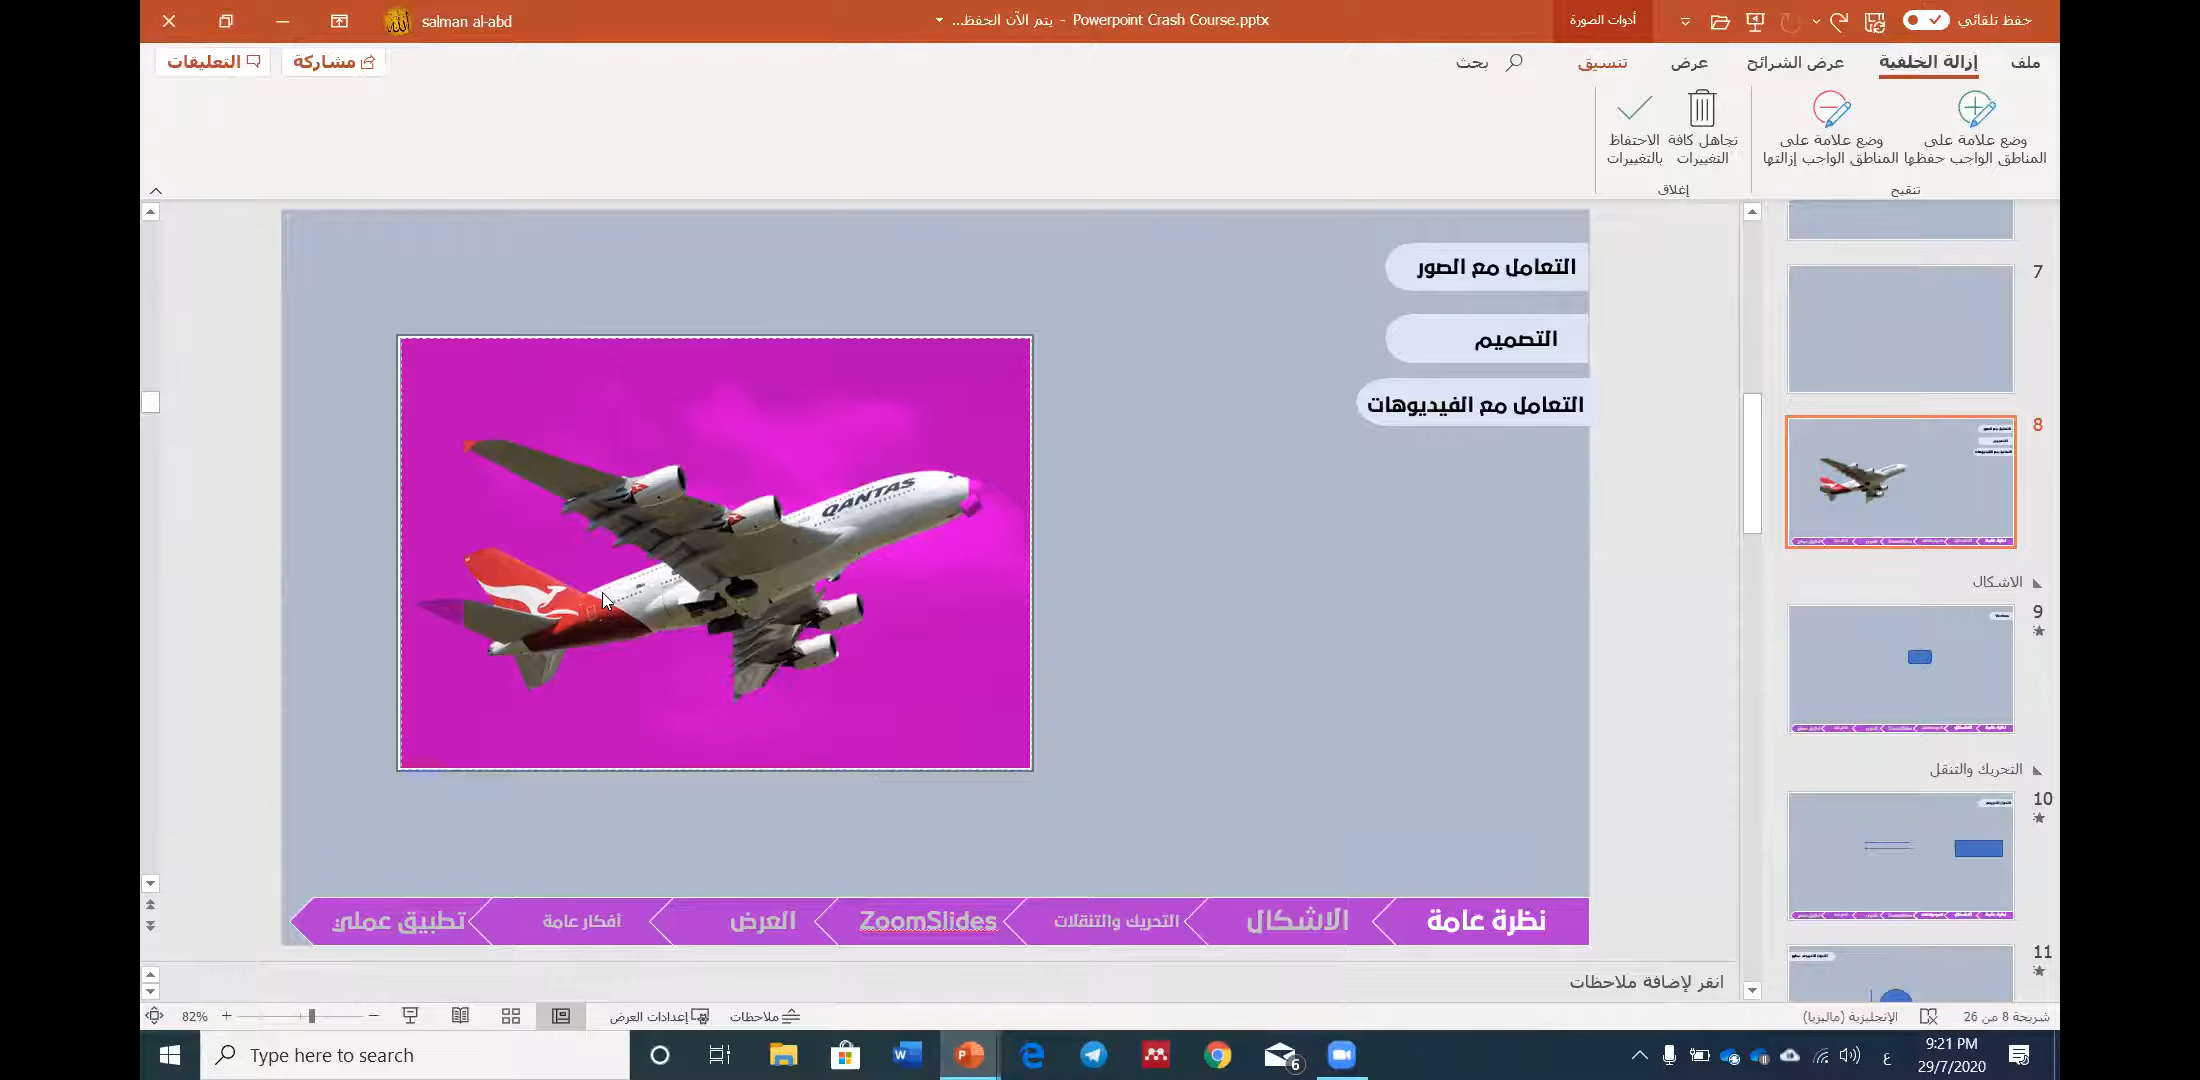 حفظ تلقائي
أدوات الصورة
Powerpoint Crash Course.pptx - يتم الآن الحفظ...
salman al-abd
ملف
إزالة الخلفية
عرض الشرائح
عرض
تنسيق
بحث
مشاركة
التعليقات
وضع علامة على
المناطق الواجب حفظها
وضع علامة على
المناطق الواجب إزالتها
تجاهل كافة
التغييرات
الاحتفاظ
بالتغييرات
تنقيح
إغلاق
التعامل مع الصور
التصميم
التعامل مع الفيديوهات
QANTAS
نظرة عامة
الاشكال
التحريك والتنقلات
ZoomSlides
العرض
أفكار عامة
تطبيق عملي
7
8
الاشكال
9
التحريك والتنقل
10
11
انقر لإضافة ملاحظات
شريحة 8 من 26
الإنجليزية (ماليزيا)
ملاحظات
إعدادات العرض
82%
Type here to search
6
ع
9:21 PM
29/7/2020